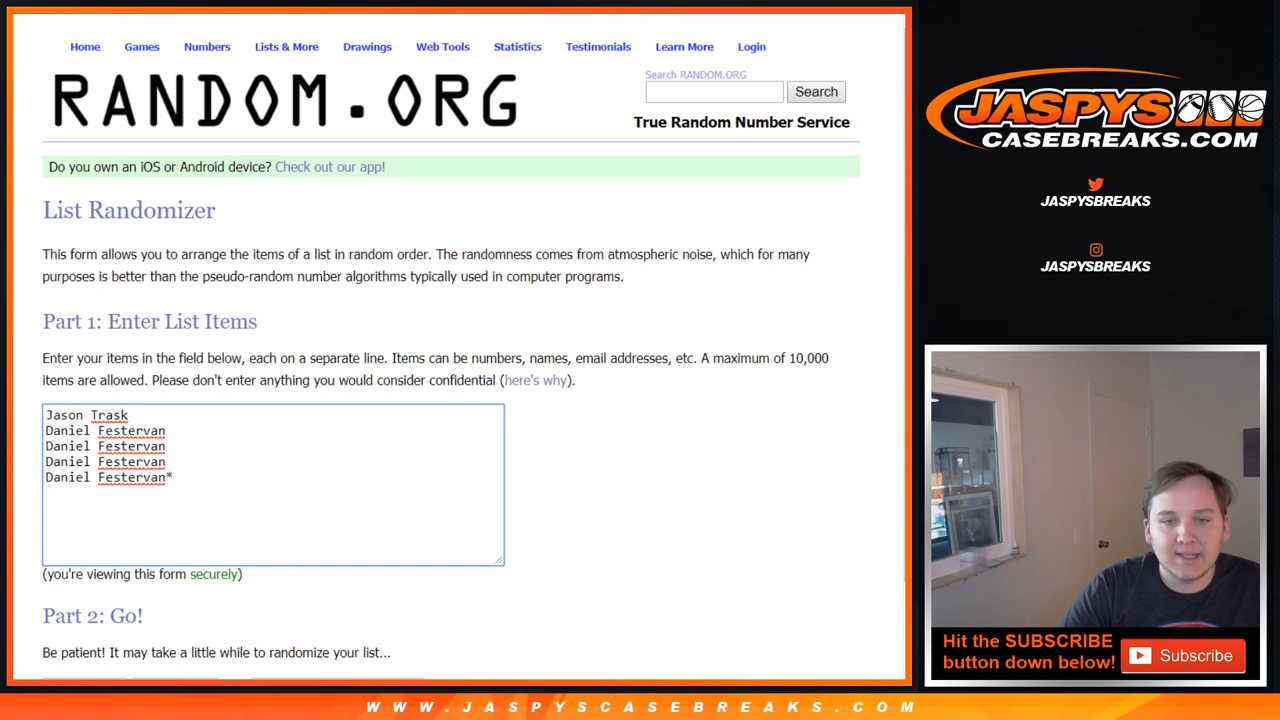 Home Games Numbers Lists & More Drawings Web Tools Statistics Testimonials Learn More Login
RANDOM.ORG
Search RANDOM.ORG
Search
True Random Number Service
Do you own an iOS or Android device? Check out our app!
List Randomizer
This form allows you to arrange the items of a list in random order. The randomness comes from atmospheric noise, which for many
purposes is better than the pseudo-random number algorithms typically used in computer programs.
Part 1: Enter List Items
Enter your items in the field below, each on a separate line. Items can be numbers, names, email addresses, etc. A maximum of 10,000
items are allowed. Please don't enter anything you would consider confidential (here's why).
Jason Trask
Daniel Festervan
Daniel Festervan
Daniel Festervan
Daniel Festervan*
(you're viewing this form securely)
Part 2: Go!
Be patient! It may take a little while to randomize your list...
JASPYS
CASEBREAKS.COM
JASPYSBREAKS
JASPYSBREAKS
Hit the SUBSCRIBE
button down below!
Subscribe
WWW.JASPYSCASEBREAKS.COM